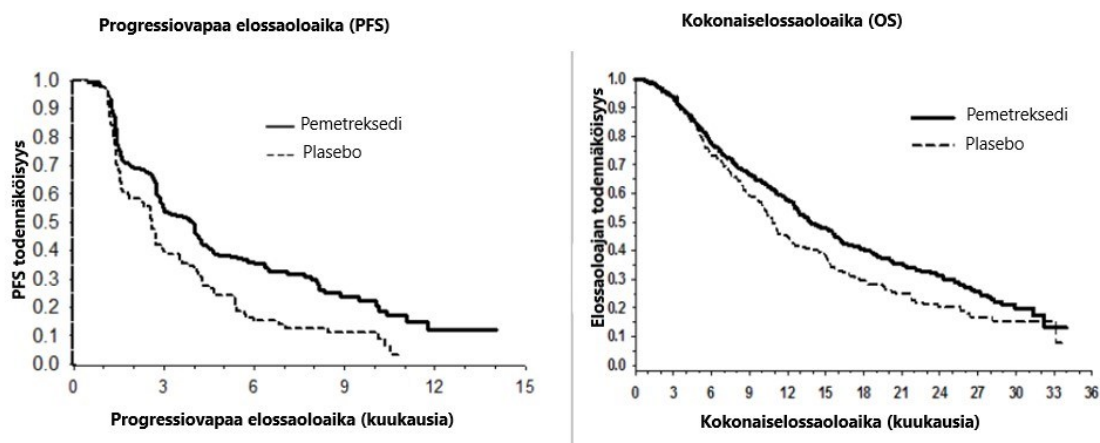 Progressiovapaa elossaoloaika (PFS)
PFS todennäköisyys
1.0
0.9
0.8
0.7
0.6
0.5
0.4
0.3
0.2
0.1
0.0
Pemetreksedi
Plasebo
0 3 6 9 12 15
Progressiovapaa elossaoloaika (kuukausia)
Kokonaiselossaoloaika (OS)
Elossaoloajan todennäköisyys
1.0
0.9
0.8
0.7
0.6
0.5
0.4
0.3
0.2
0.1
0.0
Pemetreksedi
Plasebo
0 3 6 9 12 15 18 21 24 27 30 33 36
Kokonaiselossaoloaika (kuukausia)